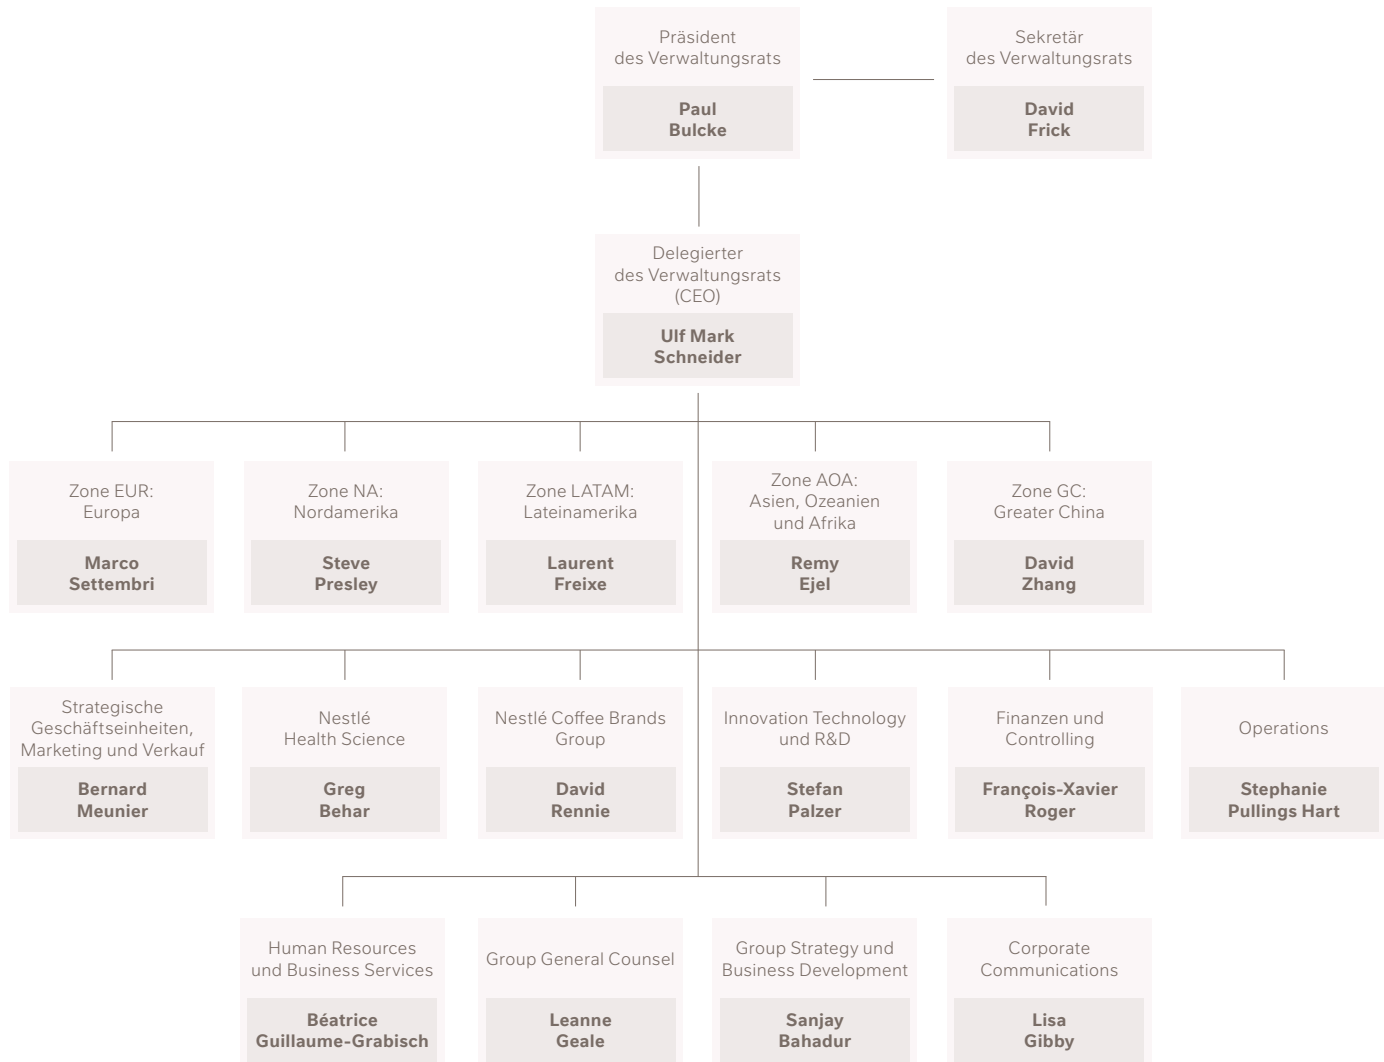 Präsident
des Verwaltungsrats
Paul
Bulcke
Sekretär
des Verwaltungsrats
David
Frick
Delegierter
des Verwaltungsrats
(CEO)
Ulf Mark
Schneider
Zone EUR:
Europa
Marco
Settembri
Zone NA:
Nordamerika
Steve
Presley
Zone LATAM:
Lateinamerika
Laurent
Freixe
Zone AOA:
Asien, Ozeanien
und Afrika
Remy
Ejel
Zone GC:
Greater China
David
Zhang
Strategische
Geschäftseinheiten,
Marketing und Verkauf
Bernard
Meunier
Nestlé
Health Science
Greg
Behar
Nestlé Coffee Brands
Group
David
Rennie
Innovation Technology
und R&D
Stefan
Palzer
Finanzen und
Controlling
François-Xavier
Roger
Operations
Stephanie
Pullings Hart
Human Resources
und Business Services
Béatrice
Guillaume-Grabisch
Group General Counsel
Leanne
Geale
Group Strategy und
Business Development
Sanjay
Bahadur
Corporate
Communications
Lisa
Gibby